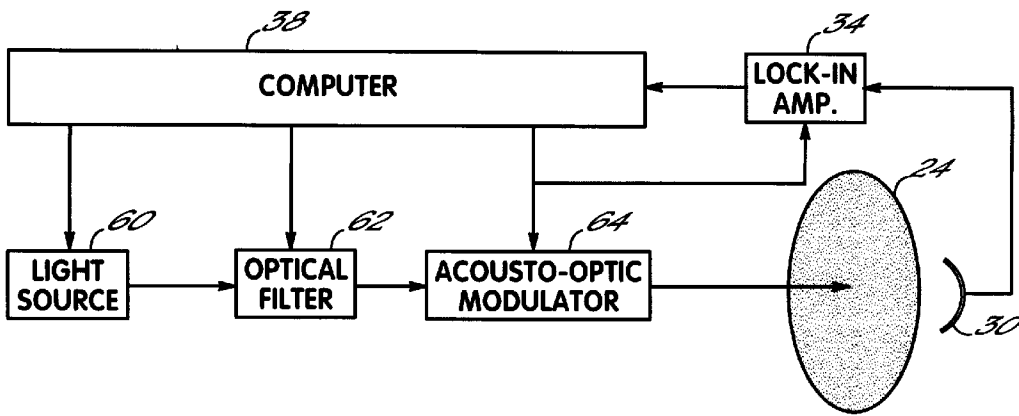 38
34
COMPUTER
LOCK-IN
AMP.
24
60
62
64
LIGHT
SOURCE
OPTICAL
FILTER
ACOUSTO-OPTIC
MODULATOR
30